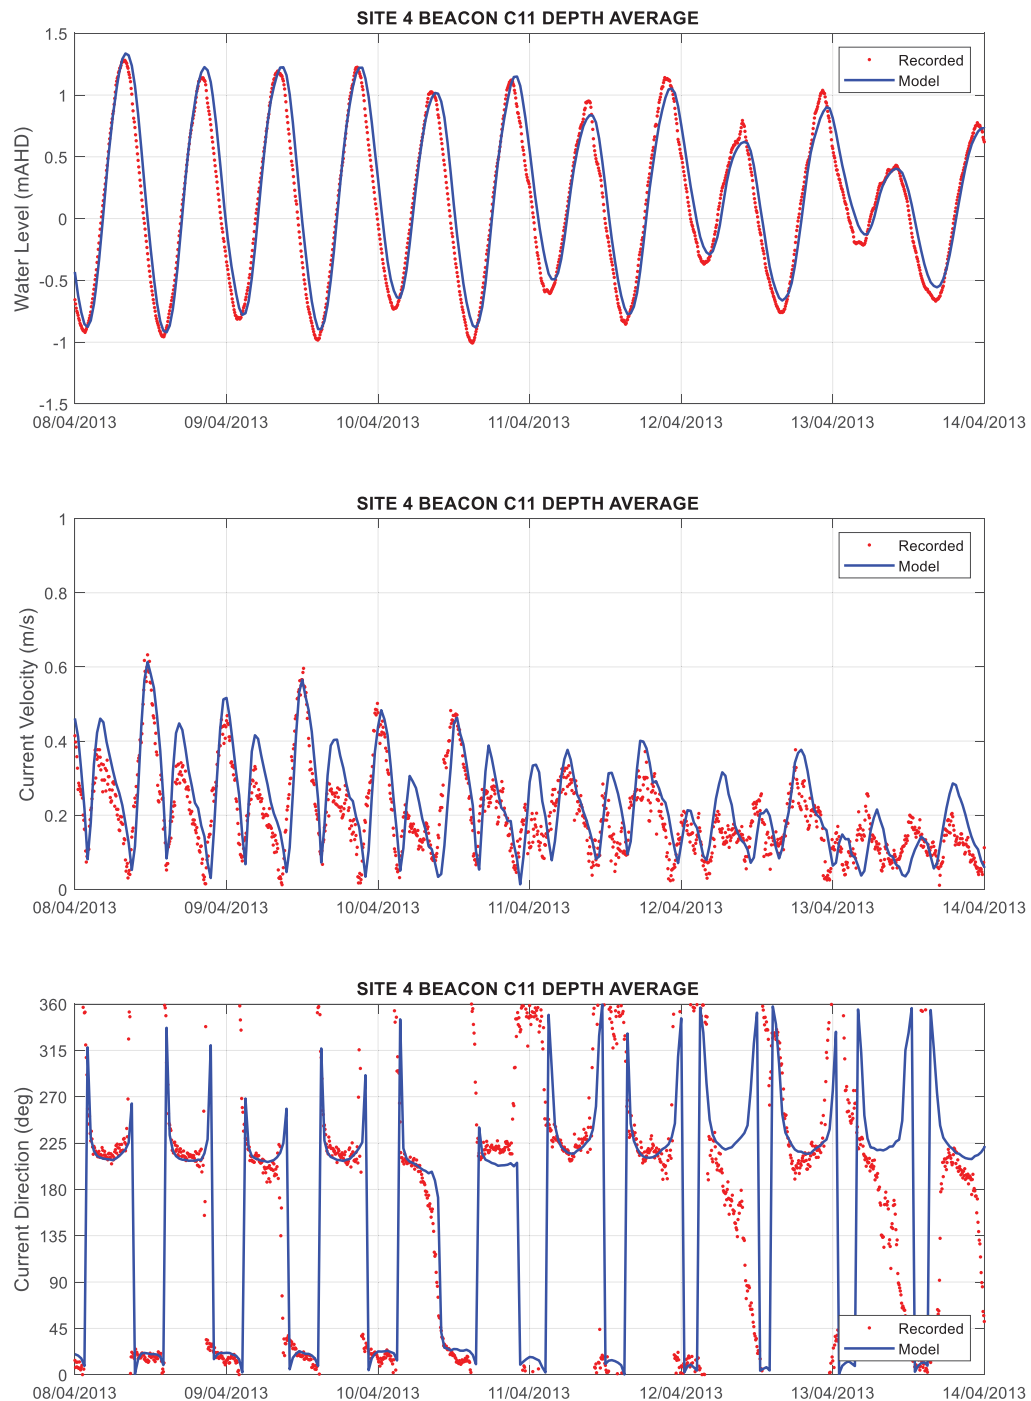 SITE 4 BEACON C11 DEPTH AVERAGE
1.5
1
0.5
0
-0.5
-1
-1.5
Water Level (mAHD)
Recorded
Model
08/04/2013 09/04/2013 10/04/2013 11/04/2013 12/04/2013 13/04/2013 14/04/2013
SITE 4 BEACON C11 DEPTH AVERAGE
1
0.8
0.6
0.4
0.2
0
Current Velocity (m/s)
Recorded
Model
08/04/2013 09/04/2013 10/04/2013 11/04/2013 12/04/2013 13/04/2013 14/04/2013
SITE 4 BEACON C11 DEPTH AVERAGE
360
315
270
225
180
135
90
45
0
Current Direction (deg)
Recorded
Model
08/04/2013 09/04/2013 10/04/2013 11/04/2013 12/04/2013 13/04/2013 14/04/2013